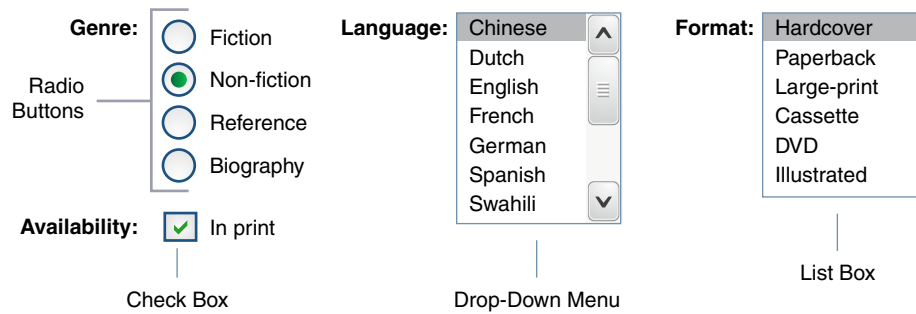 Genre:
Fiction
Non-fiction
Reference
Biography
Radio
Buttons
Availability:
In print
Check Box
Language:
Chinese
Dutch
English
French
German
Spanish
Swahili
Drop-Down Menu
Format:
Hardcover
Paperback
Large-print
Cassette
DVD
Illustrated
List Box